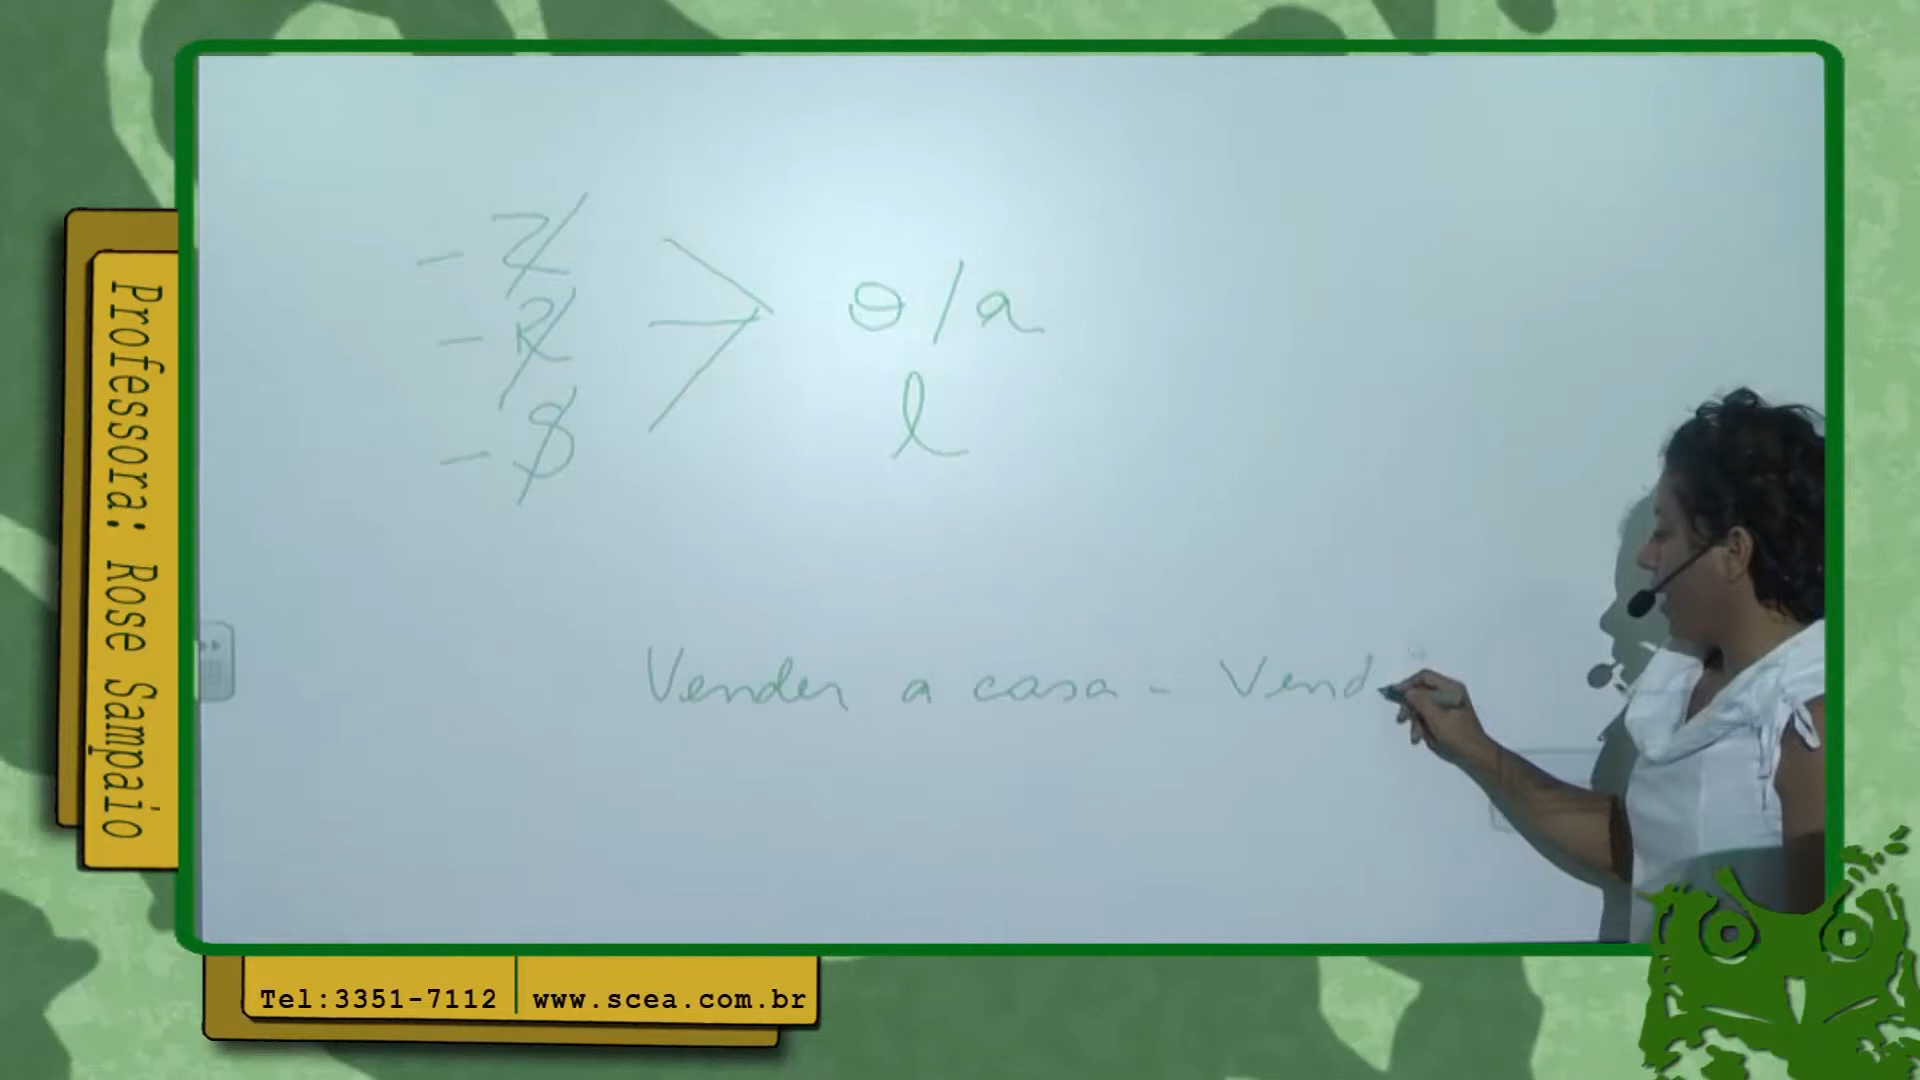 Professora: Rose Sampaio
- Z
- R
- S
o/a
l
Vender a casa - Vend
Tel:3351-7112
www.scea.com.br